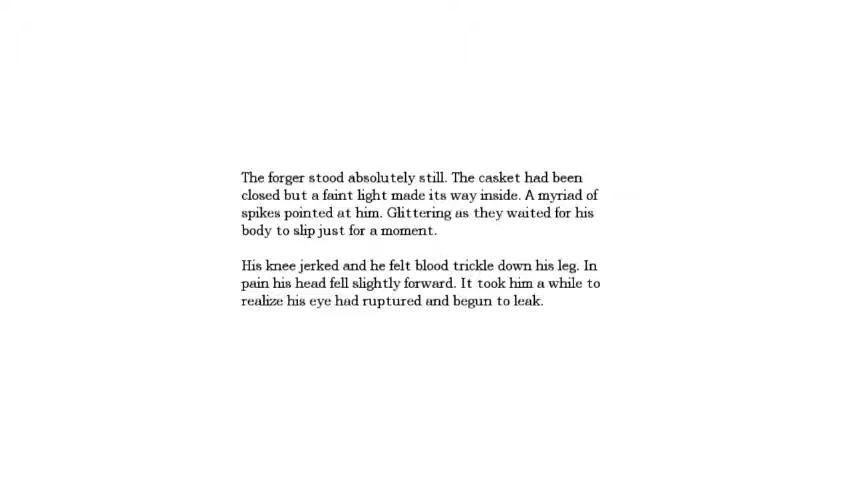 The forger stood absolutely still. The casket had been
closed but a faint light made its way inside. A myriad of
spikes pointed at him. Glittering as they waited for his
body to slip just for a moment.
His knee jerked and he felt blood trickle down his leg. In
pain his head fell slightly forward. It took him a while to
realize his eye had ruptured and begun to leak.